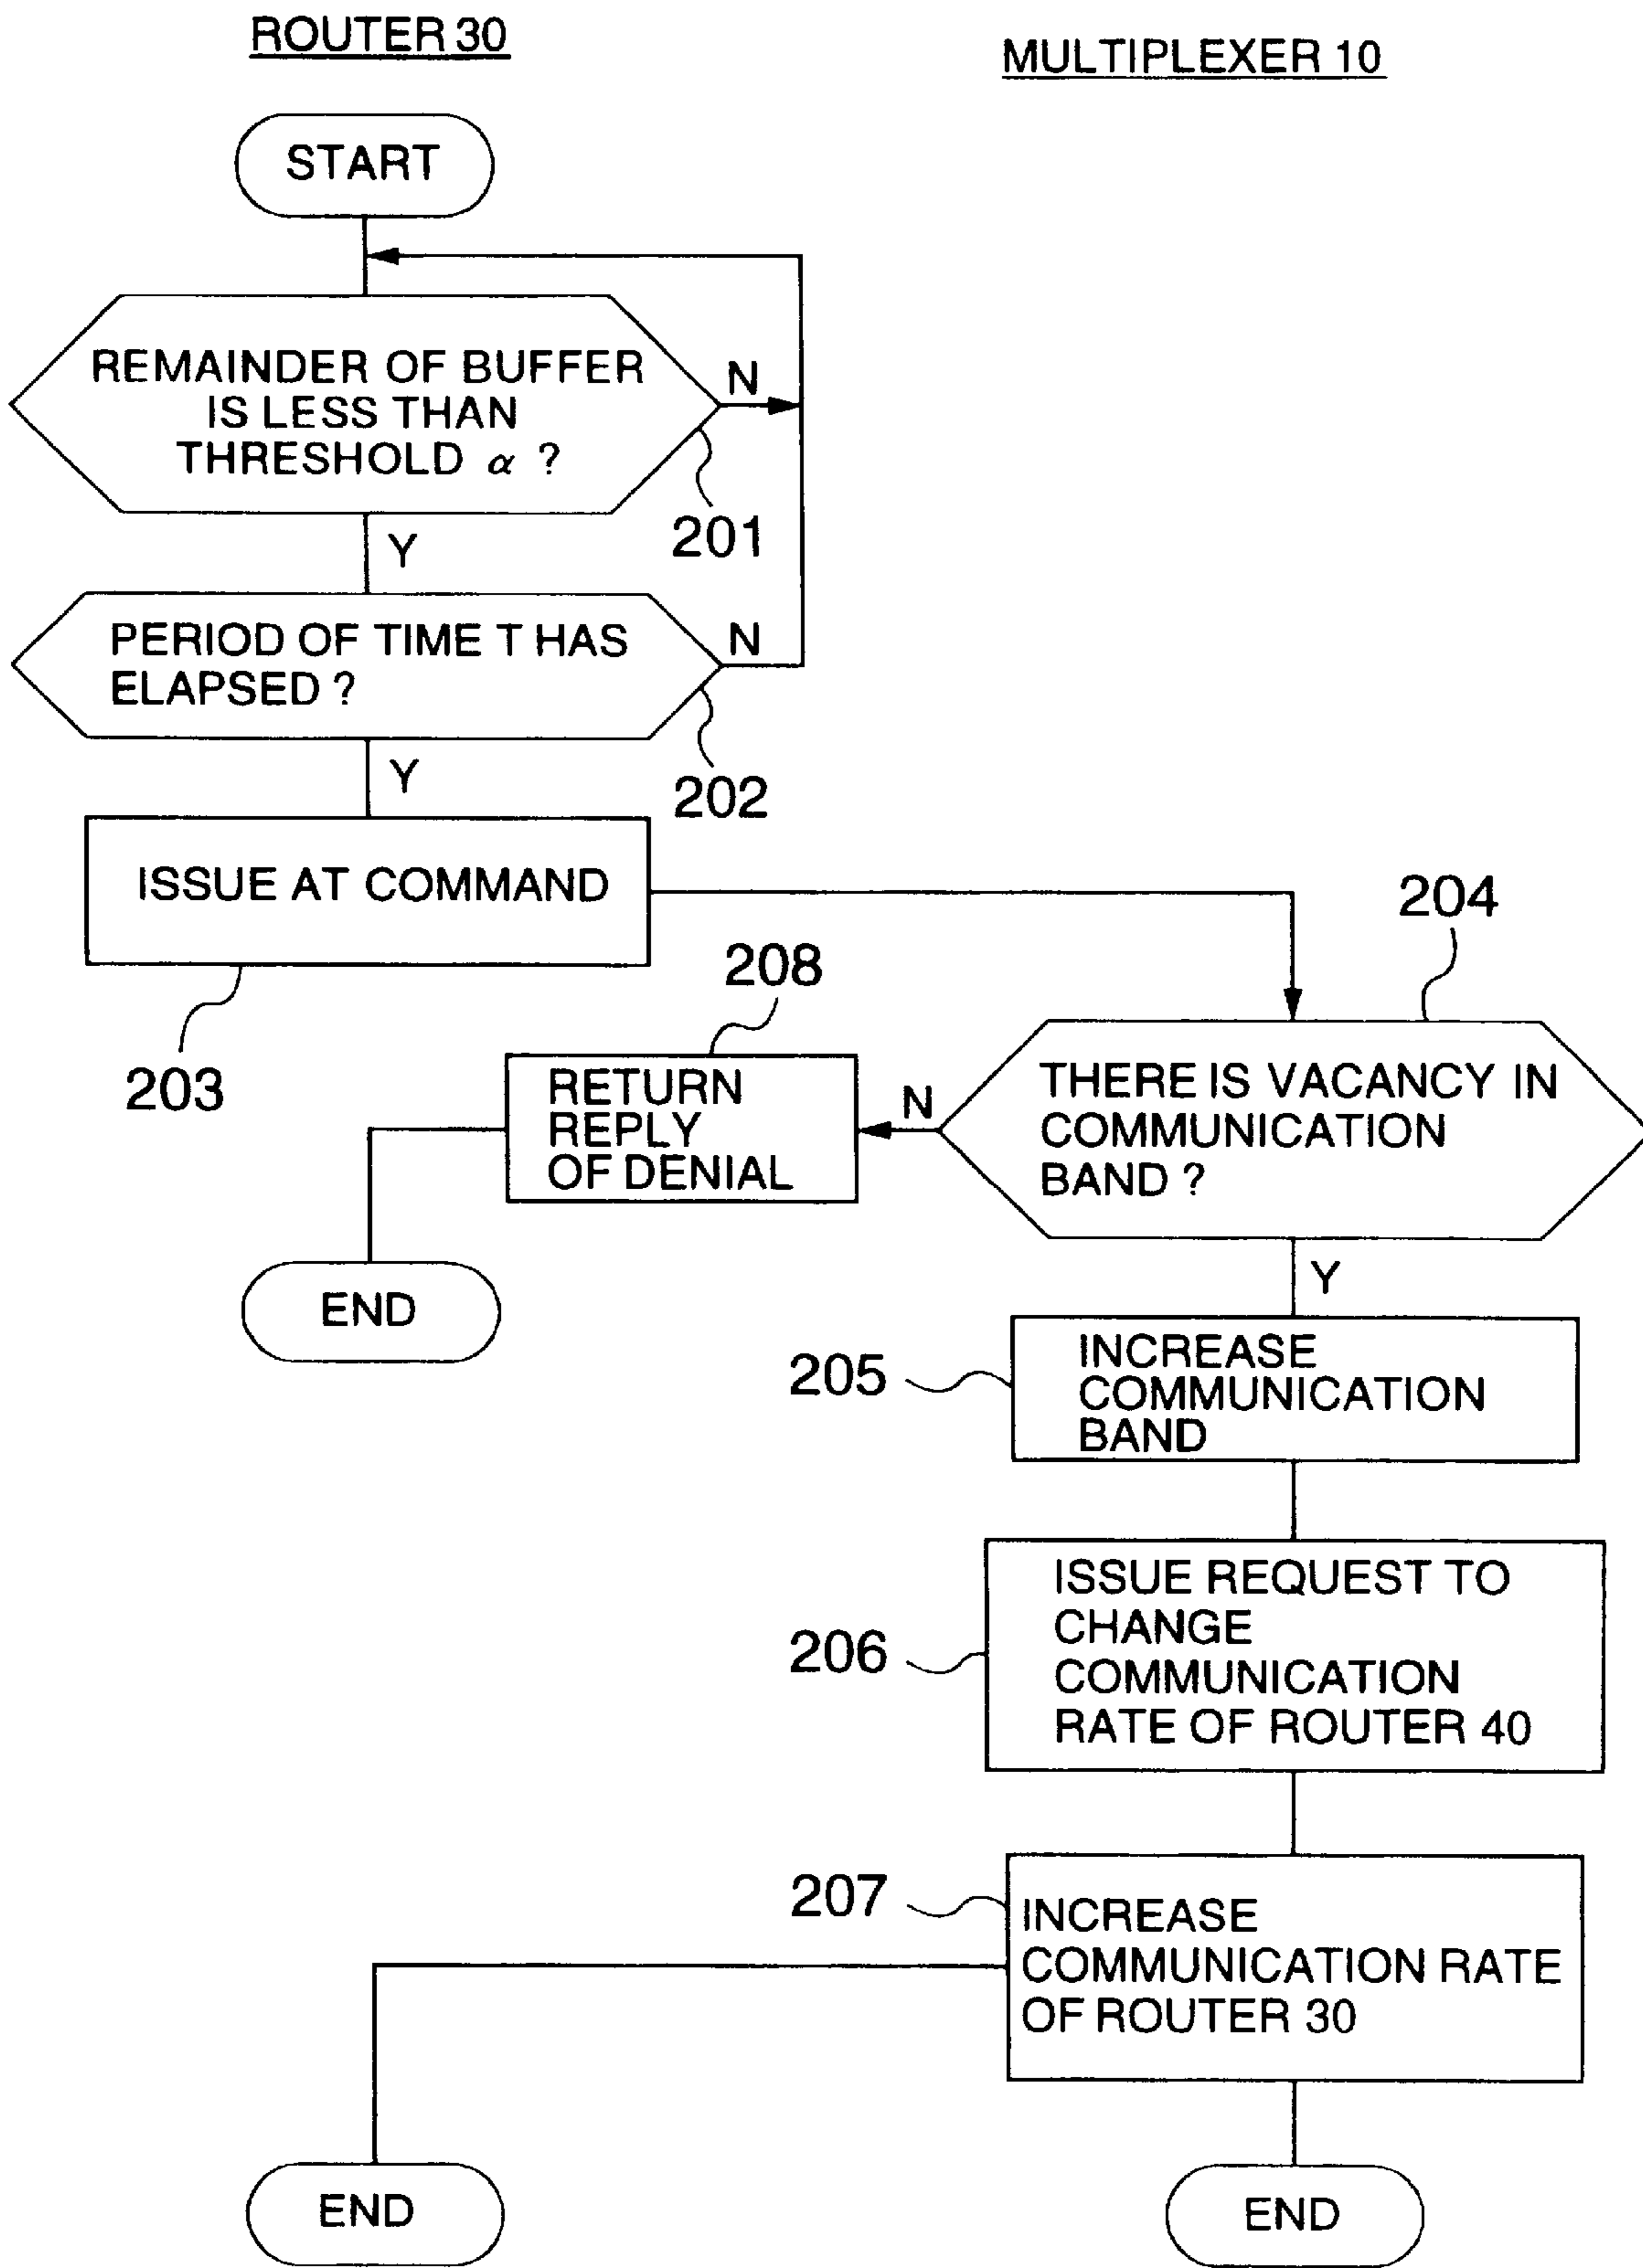 ROUTER 30
MULTIPLEXER 10
START
REMAINDER OF BUFFER
IS LESS THAN
THRESHOLD α ?
N
201
Y
PERIOD OF TIME T HAS
ELAPSED ?
N
202
Y
ISSUE AT COMMAND
203
204
THERE IS VACANCY IN
COMMUNICATION
BAND ?
N
208
RETURN
REPLY
OF DENIAL
END
Y
205
INCREASE
COMMUNICATION
BAND
206
ISSUE REQUEST TO
CHANGE
COMMUNICATION
RATE OF ROUTER 40
207
INCREASE
COMMUNICATION RATE
OF ROUTER 30
END
END